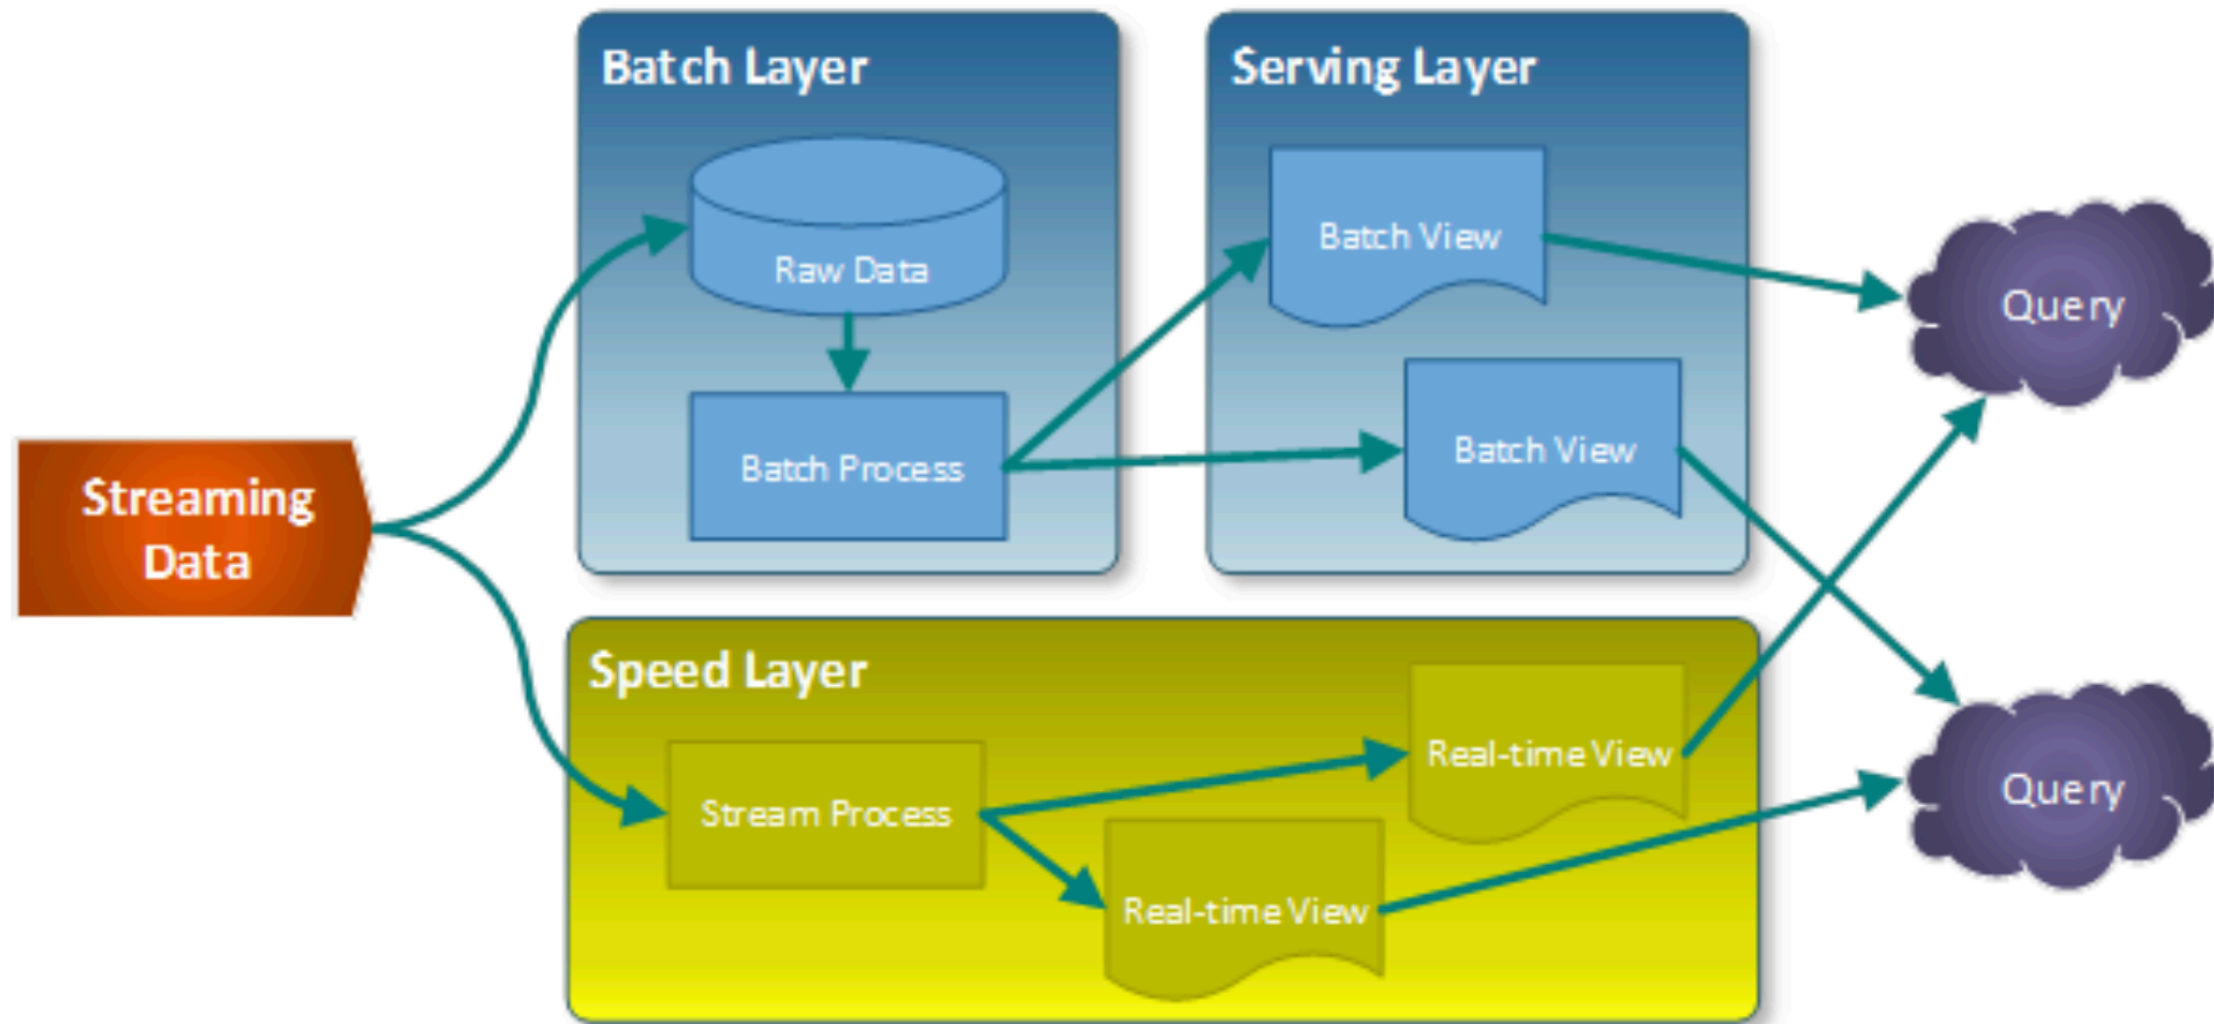 Batch Layer
Raw Data
Batch Process
Serving Layer
Batch View
Batch View
Streaming
Data
Speed Layer
Stream Process
Real-time View
Real-time View
Query
Query